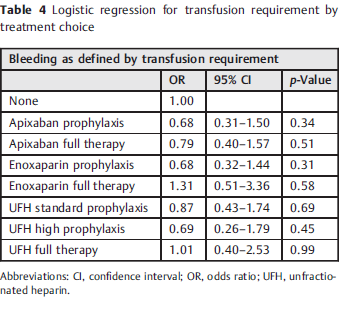 Table 4 Logistic regression for transfusion requirement by
treatment choice
Bleeding as defined by transfusion requirement
OR 95% CI p-Value
None 1.00
Apixaban prophylaxis 0.68 0.31–1.50 0.34
Apixaban full therapy 0.79 0.40–1.57 0.51
Enoxaparin prophylaxis 0.68 0.32–1.44 0.31
Enoxaparin full therapy 1.31 0.51–3.36 0.58
UFH standard prophylaxis 0.87 0.43–1.74 0.69
UFH high prophylaxis 0.69 0.26–1.79 0.45
UFH full therapy 1.01 0.40–2.53 0.99
Abbreviations: CI, confidence interval; OR, odds ratio; UFH, unfractio-
nated heparin.